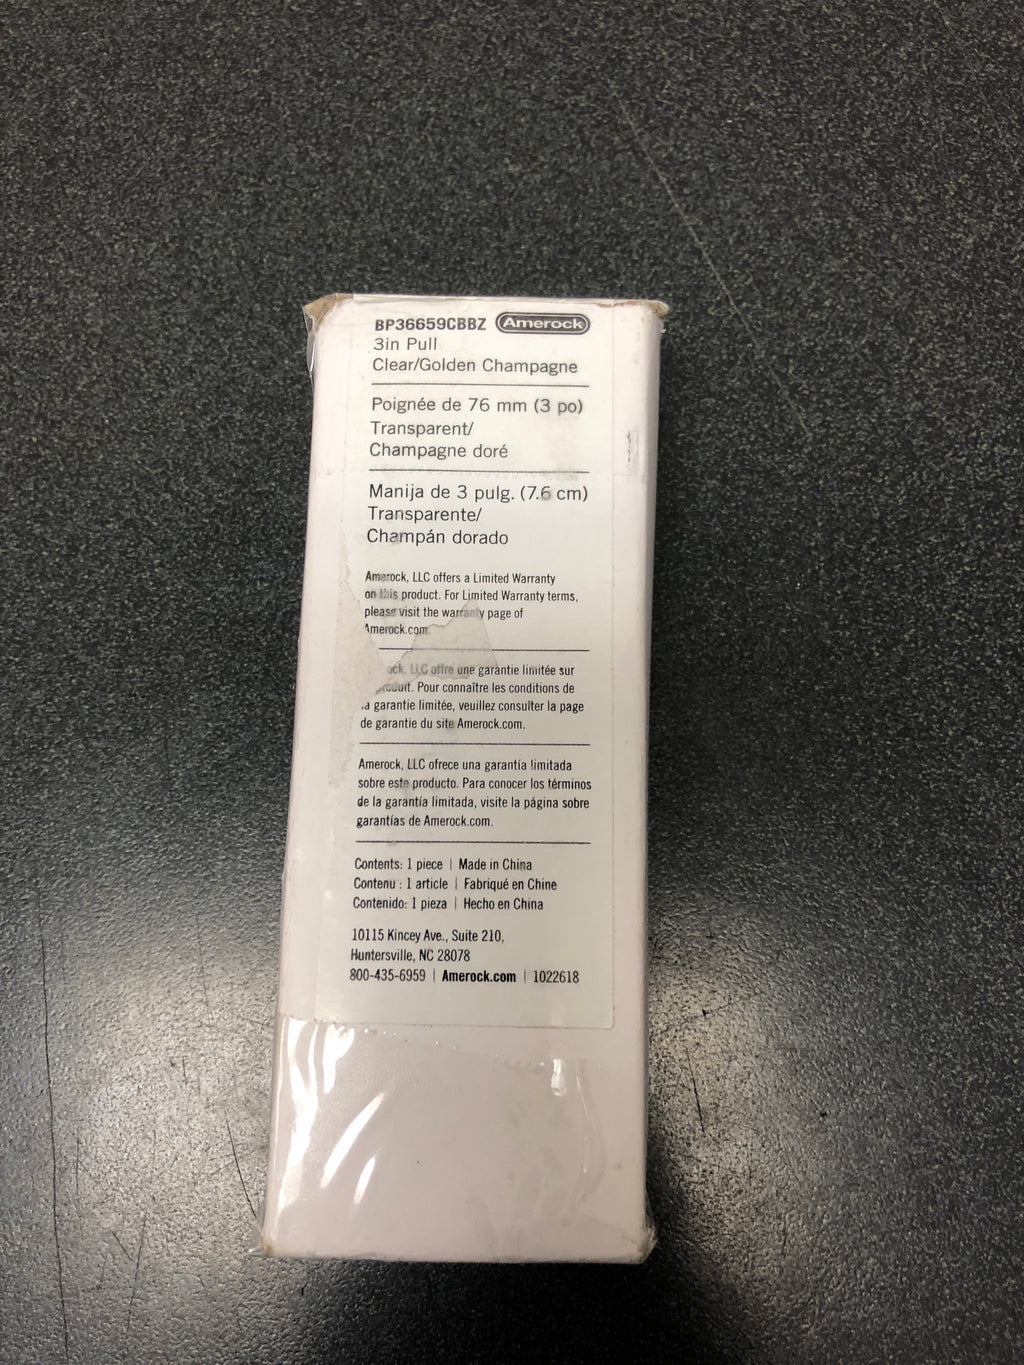 BP36659CBBZ Amerock
3in Pull
Clear/Golden Champagne
Poignée de 76 mm (3 po)
Transparent/
Champagne doré
Manija de 3 pulg. (7.6 cm)
Transparente/
Champán dorado
Amerock, LLC offers a Limited Warranty
on this product. For Limited Warranty terms,
please visit the warranty page of
Amerock.com.
LLC offre une garantie limitée sur
Pour connaître les conditions de
la garantie limitée, veuillez consulter la page
de garantie du site Amerock.com.
Amerock, LLC ofrece una garantía limitada
sobre este producto. Para conocer los términos
de la garantía limitada, visite la página sobre
garantías de Amerock.com.
Contents: 1 piece | Made in China
Contenu : 1 article | Fabriqué en Chine
Contenido: 1 pieza | Hecho en China
10115 Kincey Ave., Suite 210,
Huntersville, NC 28078
800-435-6959 | Amerock.com | 1022618